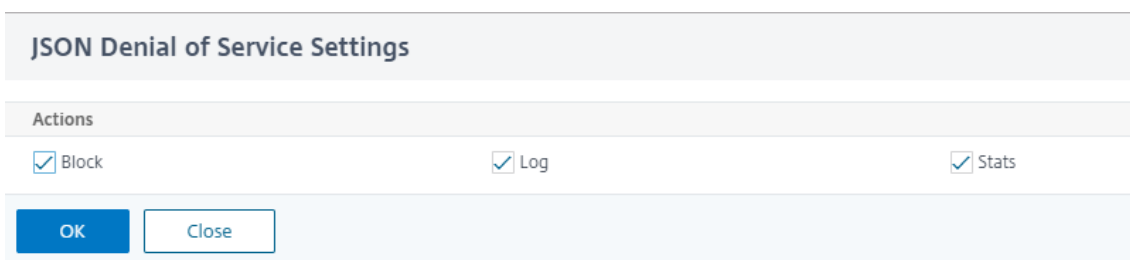 JSON Denial of Service Settings
Actions
Block Log Stats
OK Close